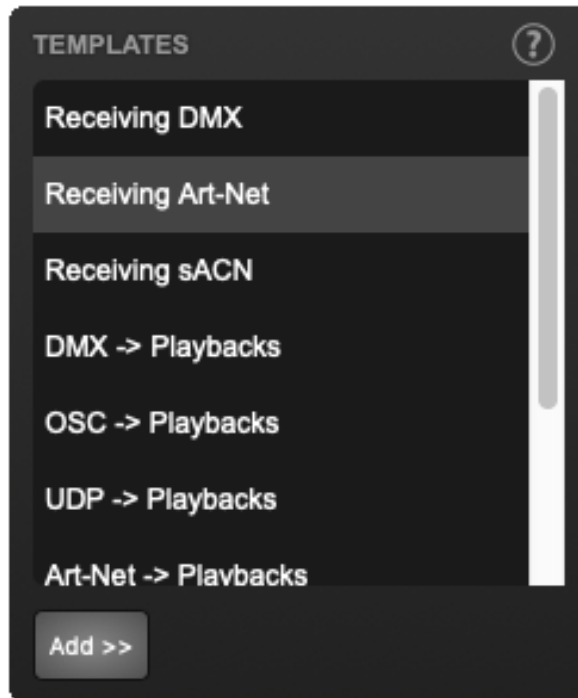 TEMPLATES
?
Receiving DMX
Receiving Art-Net
Receiving sACN
DMX -> Playbacks
OSC -> Playbacks
UDP -> Playbacks
Art-Net -> Playbacks
Add >>